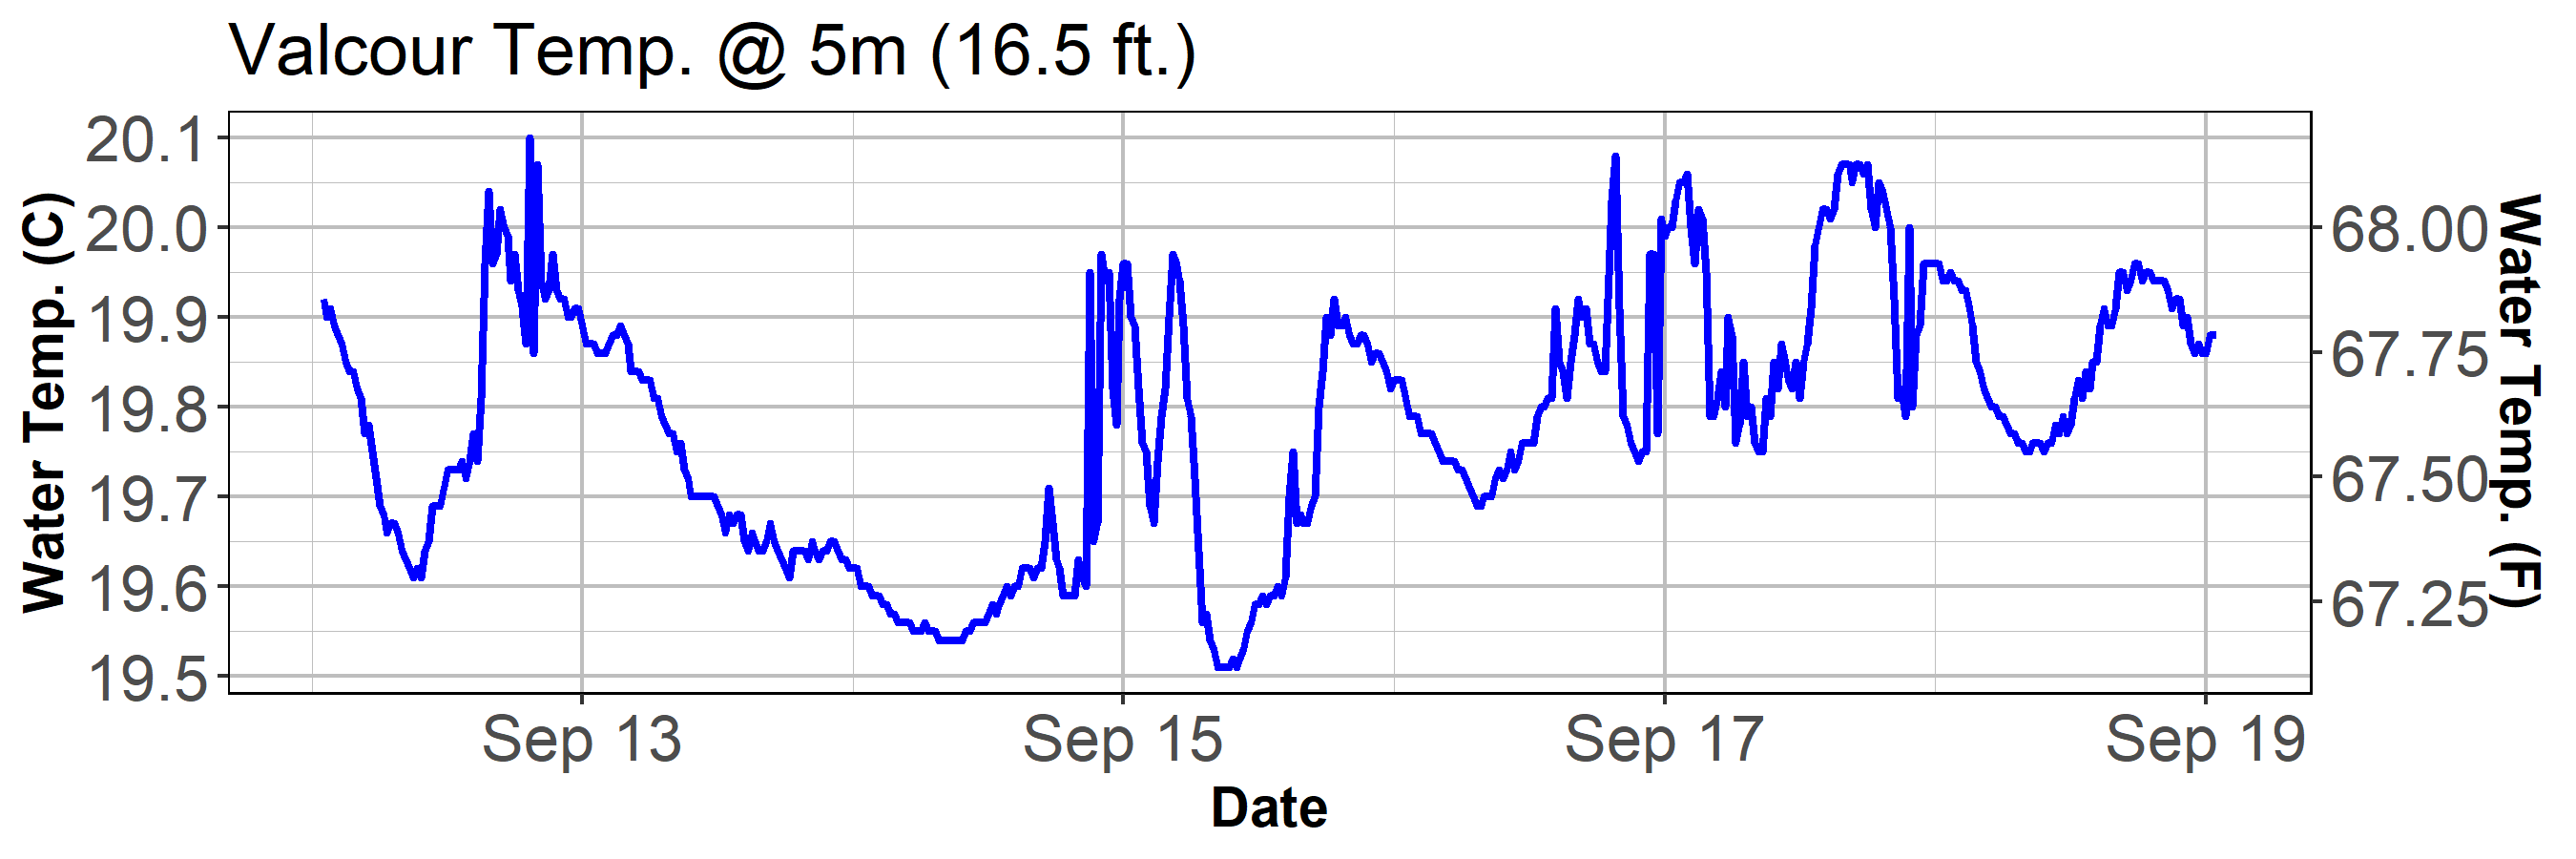 Valcour Temp. @ 5m (16.5 ft.)
Water Temp. (C)
20.1
20.0
19.9
19.8
19.7
19.6
19.5
68.00
67.75
67.50
67.25
Water Temp. (F)
Sep 13
Sep 15
Sep 17
Sep 19
Date